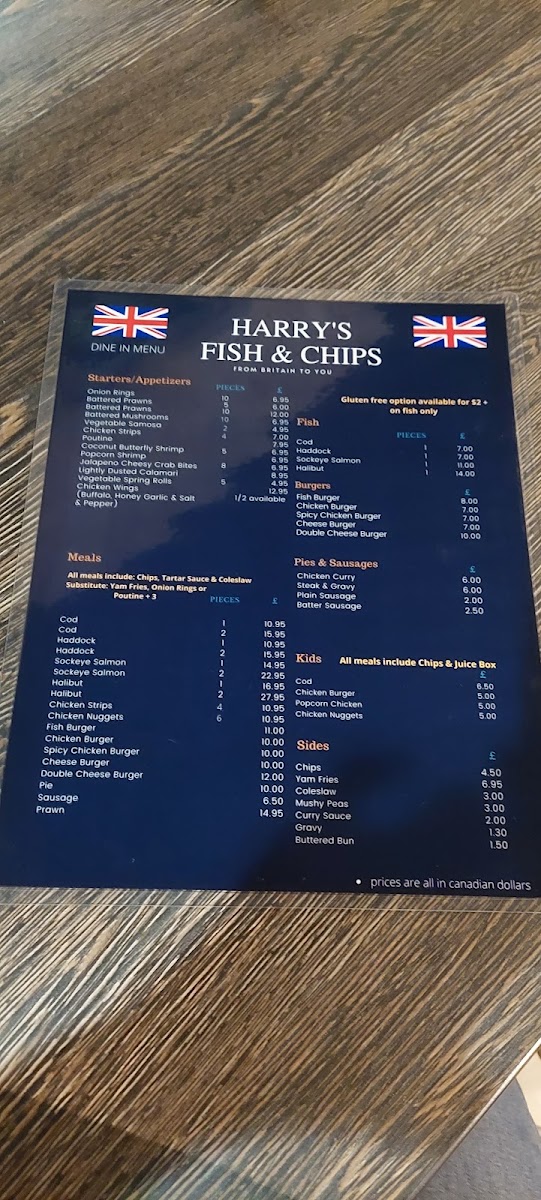 HARRY'S
FISH & CHIPS
FROM BRITAIN TO YOU
DINE IN MENU
Starters/Appetizers
PIECES £
Onion Rings 10 6.95
Battered Prawns 5 6.00
Battered Prawns 10 12.00
Battered Mushrooms 10 6.95
Vegetable Samosa 2 4.95
Chicken Strips 4 7.00
Poutine 7.95
Coconut Butterfly Shrimp 5 6.95
Popcorn Shrimp 6.95
Jalapeno Cheesy Crab Bites 8 6.95
Lightly Dusted Calamari 8.95
Vegetable Spring Rolls 5 4.95
Chicken Wings 12.95
(Buffalo, Honey Garlic & Salt 1/2 available
& Pepper)
Meals
All meals include: Chips, Tartar Sauce & Coleslaw
Substitute: Yam Fries, Onion Rings or
Poutine + 3
PIECES £
Cod 1 10.95
Cod 2 15.95
Haddock 1 10.95
Haddock 2 15.95
Sockeye Salmon 1 14.95
Sockeye Salmon 2 22.95
Halibut 1 16.95
Halibut 2 27.95
Chicken Strips 4 10.95
Chicken Nuggets 6 10.95
Fish Burger 11.00
Chicken Burger 10.00
Spicy Chicken Burger 10.00
Cheese Burger 10.00
Double Cheese Burger 12.00
Pie 10.00
Sausage 6.50
Prawn 14.95
Gluten free option available for $2 +
on fish only
Fish
PIECES £
Cod 1 7.00
Haddock 1 7.00
Sockeye Salmon 1 11.00
Halibut 1 14.00
Burgers
£
Fish Burger 8.00
Chicken Burger 7.00
Spicy Chicken Burger 7.00
Cheese Burger 7.00
Double Cheese Burger 10.00
Pies & Sausages
£
Chicken Curry 6.00
Steak & Gravy 6.00
Plain Sausage 2.00
Batter Sausage 2.50
Kids All meals include Chips & Juice Box
£
Cod 6.50
Chicken Burger 5.00
Popcorn Chicken 5.00
Chicken Nuggets 5.00
Sides
£
Chips 4.50
Yam Fries 6.95
Coleslaw 3.00
Mushy Peas 3.00
Curry Sauce 2.00
Gravy 1.30
Buttered Bun 1.50
• prices are all in canadian dollars